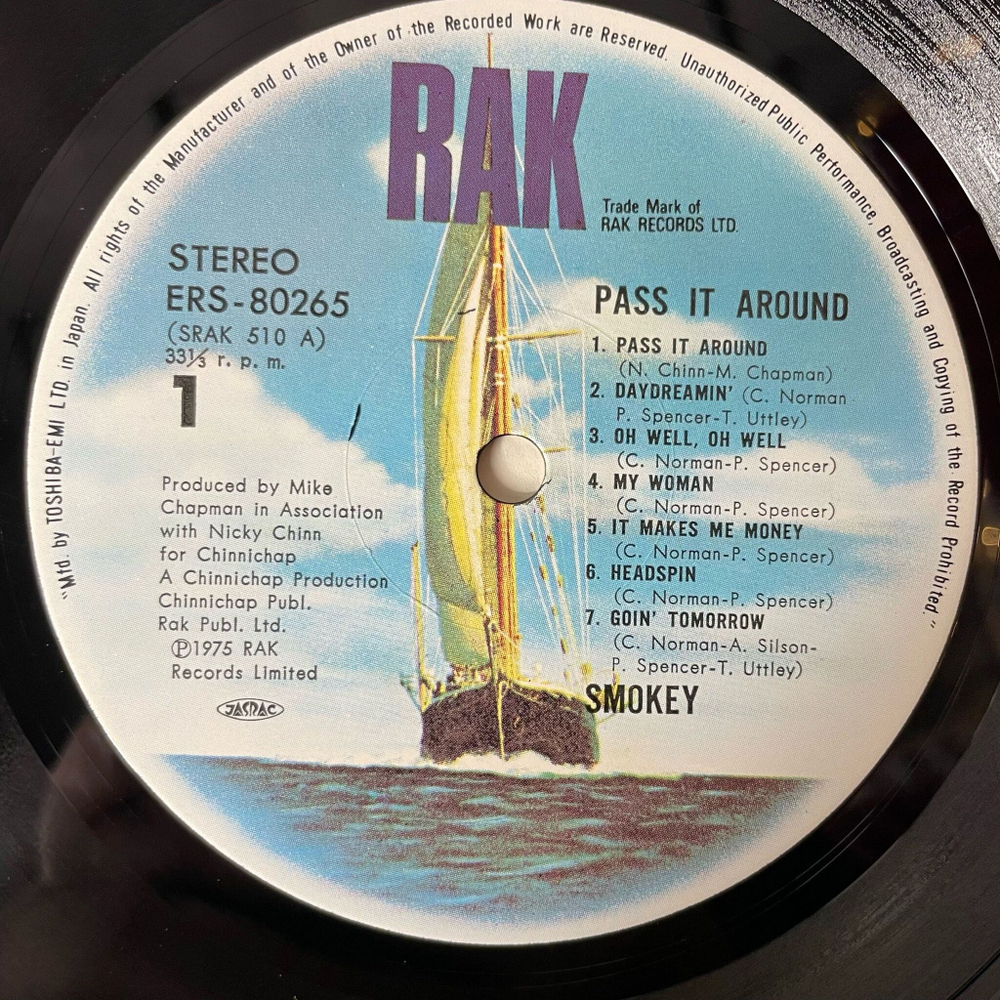 "Mfd by TOSHIBA-EMI LTD. in Japan. All rights of the Manufacturer and of the Owner of the Recorded Work are Reserved. Unauthorized Public Performance, Broadcasting and Copying of the Record Prohibited."
RAK
Trade Mark of
RAK RECORDS LTD.
STEREO
ERS-80265
(SRAK 510 A)
33⅓ r. p. m.
1
PASS IT AROUND
1. PASS IT AROUND
(N. Chinn-M. Chapman)
2. DAYDREAMIN' (C. Norman
P. Spencer-T. Uttley)
3. OH WELL, OH WELL
(C. Norman-P. Spencer)
4. MY WOMAN
(C. Norman-P. Spencer)
5. IT MAKES ME MONEY
(C. Norman-P. Spencer)
6. HEADSPIN
(C. Norman-P. Spencer)
7. GOIN' TOMORROW
(C. Norman-A. Silson-
P. Spencer-T. Uttley)
SMOKEY
Produced by Mike
Chapman in Association
with Nicky Chinn
for Chinnichap
A Chinnichap Production
Chinnichap Publ.
Rak Publ. Ltd.
℗1975 RAK
Records Limited
JASRAC